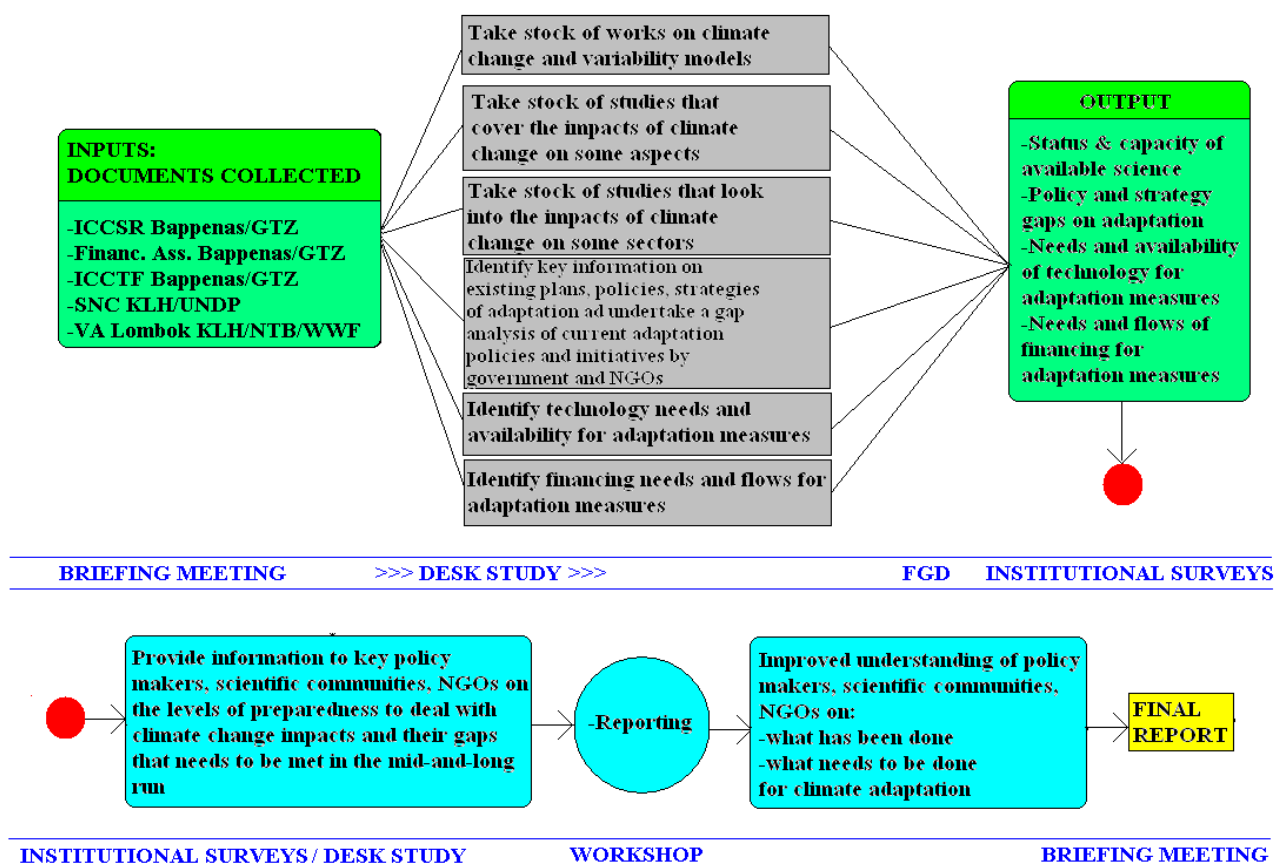 INPUTS:
DOCUMENTS COLLECTED
-ICCSR Bappenas/GTZ
-Financ. Ass. Bappenas/GTZ
-ICCTF Bappenas/GTZ
-SNC KLH/UNDP
-VA Lombok KLH/NTB/WWF
Take stock of works on climate
change and variability models
Take stock of studies that
cover the impacts of climate
change on some aspects
Take stock of studies that look
into the impacts of climate
change on some sectors
Identify key information on
existing plans, policies, strategies
of adaptation ad undertake a gap
analysis of current adaptation
policies and initiatives by
government and NGOs
Identify technology needs and
availability for adaptation measures
Identify financing needs and flows for
adaptation measures
OUTPUT
-Status & capacity of
available science
-Policy and strategy
gaps on adaptation
-Needs and availability
of technology for
adaptation measures
-Needs and flows of
financing for
adaptation measures
BRIEFING MEETING >>> DESK STUDY >>> FGD INSTITUTIONAL SURVEYS
Provide information to key policy
makers, scientific communities, NGOs on
the levels of preparedness to deal with
climate change impacts and their gaps
that needs to be met in the mid-and-long
run
-Reporting
Improved understanding of policy
makers, scientific communities,
NGOs on:
-what has been done
-what needs to be done
for climate adaptation
FINAL
REPORT
INSTITUTIONAL SURVEYS / DESK STUDY WORKSHOP BRIEFING MEETING